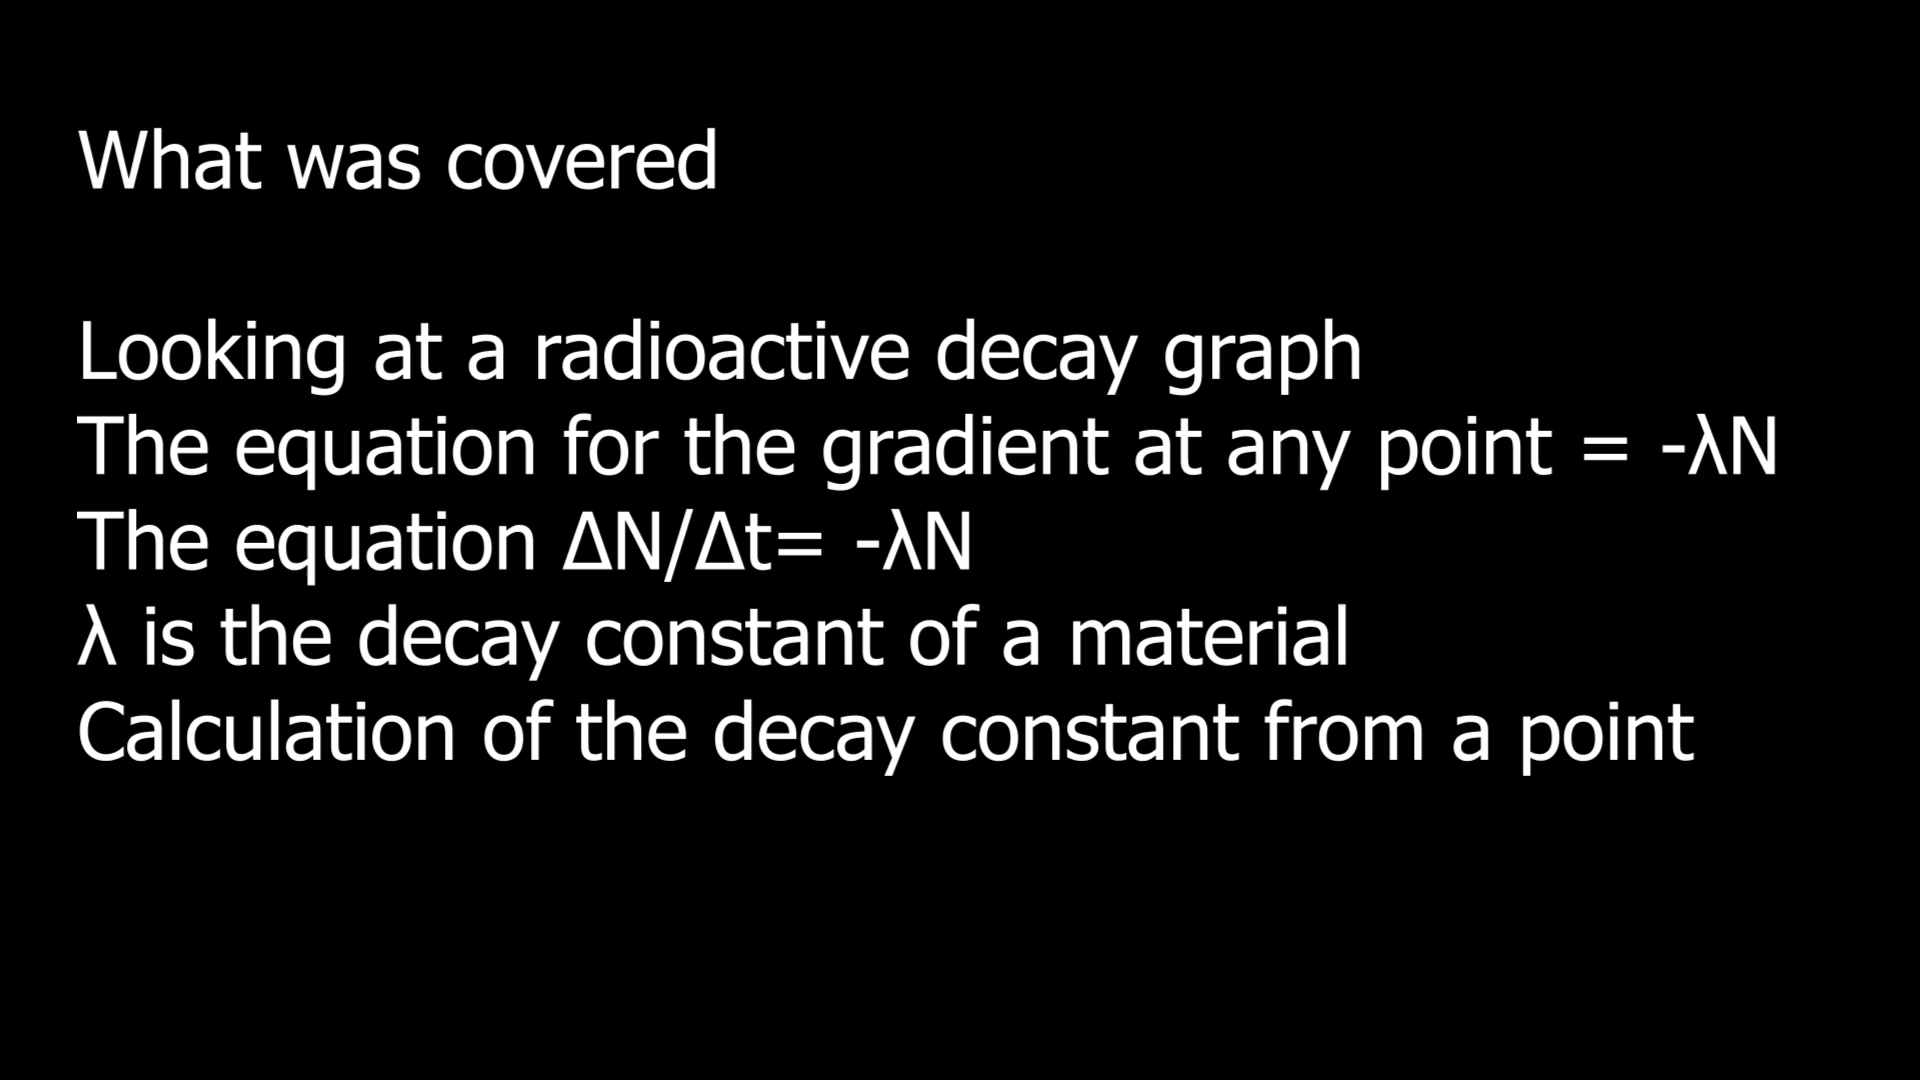 What was covered
Looking at a radioactive decay graph
The equation for the gradient at any point = -λN
The equation ΔN/Δt= -λN
λ is the decay constant of a material
Calculation of the decay constant from a point